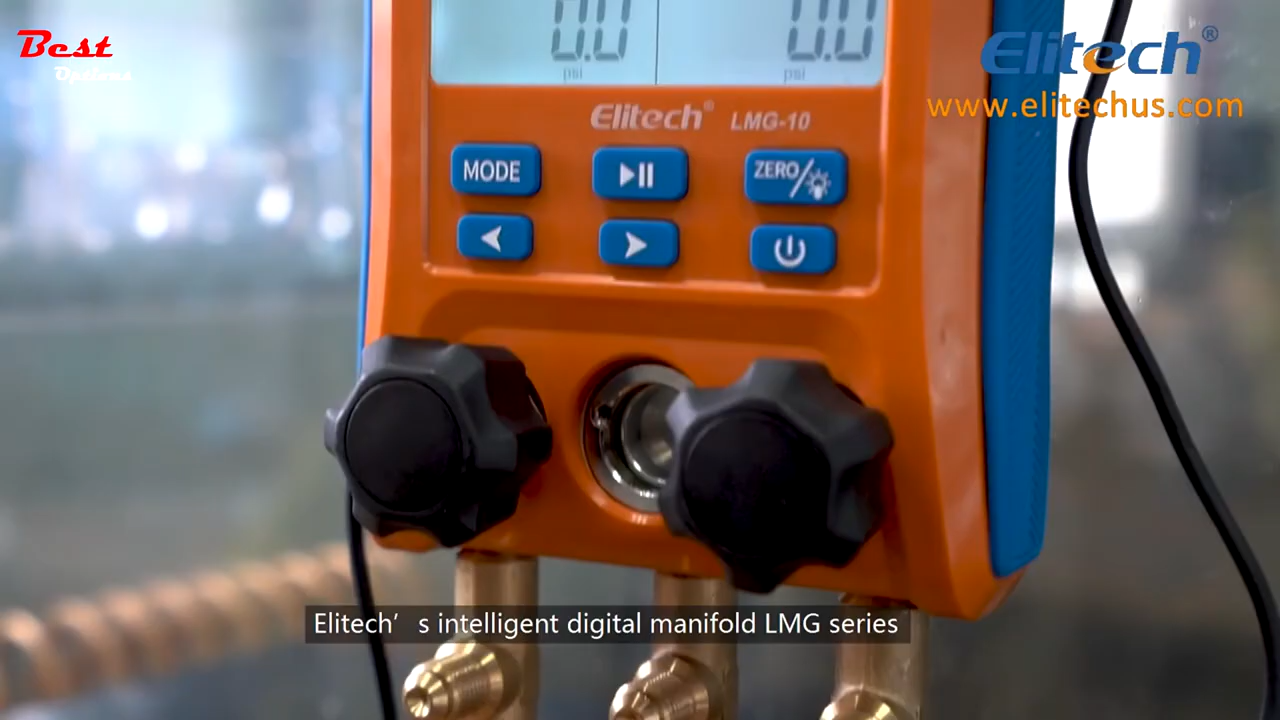 Best
Options
Elitech®
www.elitechus.com
0.0 0.0
psi psi
Elitech® LMG-10
MODE
ZERO/
Elitech's intelligent digital manifold LMG series